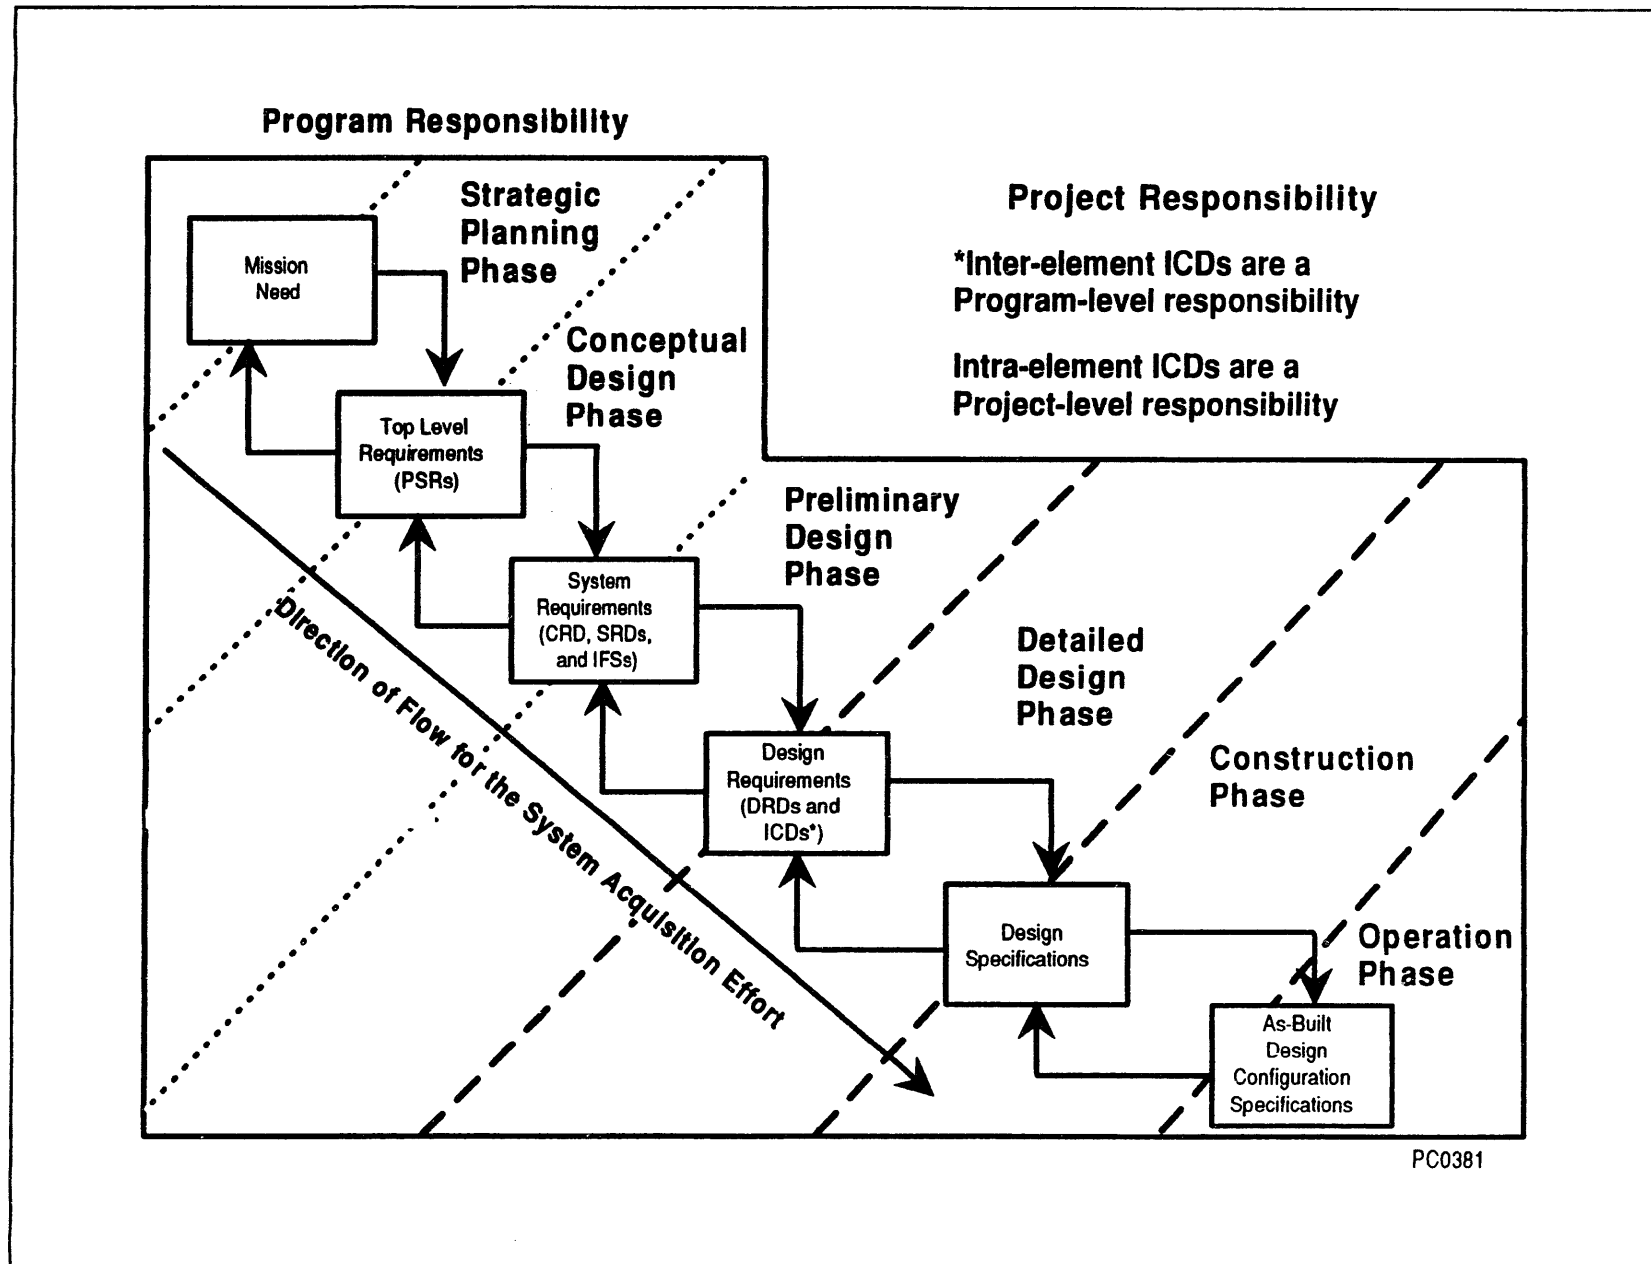 Program Responsibility
Strategic
Planning
Phase
Project Responsibility
*Inter-element ICDs are a
Program-level responsibility
Intra-element ICDs are a
Project-level responsibility
Mission
Need
Conceptual
Design
Phase
Top Level
Requirements
(PSRs)
Preliminary
Design
Phase
System
Requirements
(CRD, SRDs,
and IFSs)
Direction of Flow for the System Acquisition Effort
Detailed
Design
Phase
Design
Requirements
(DRDs and
ICDs*)
Construction
Phase
Design
Specifications
Operation
Phase
As-Built
Design
Configuration
Specifications
PC0381